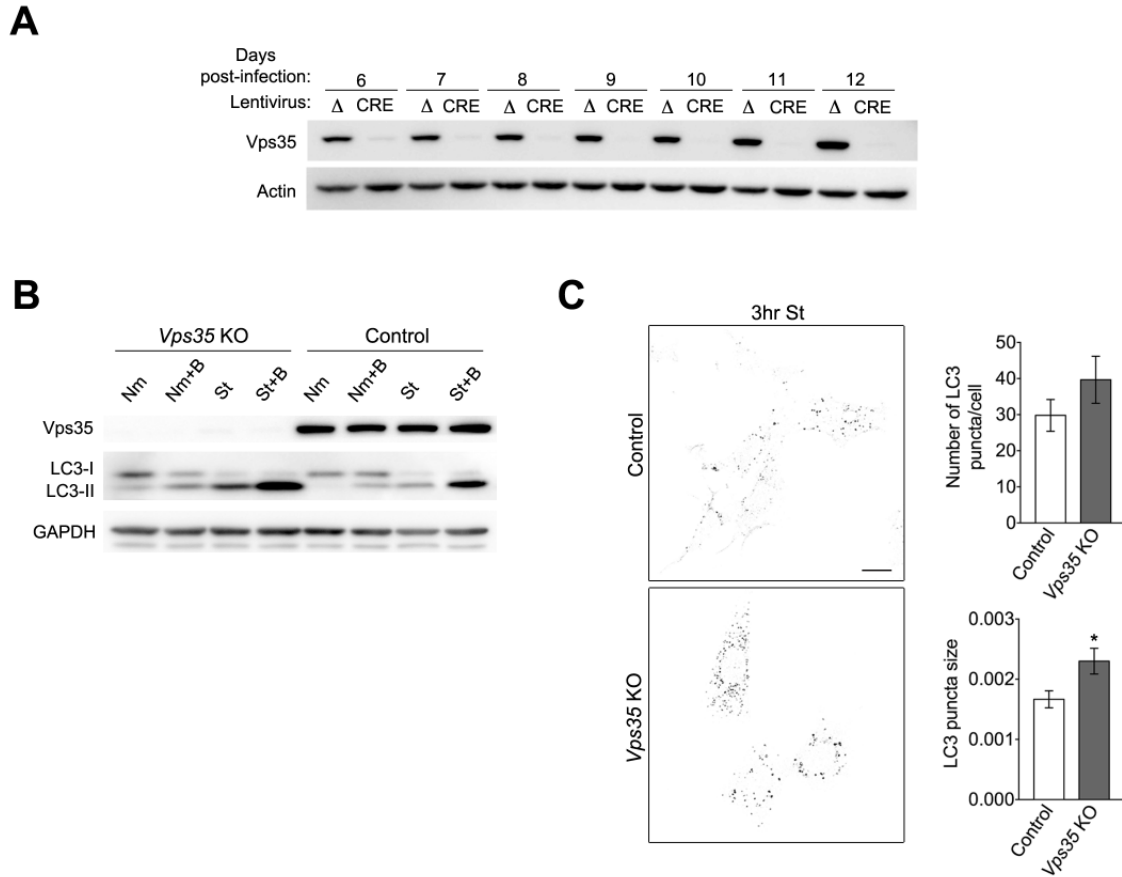 A
Days
post-infection:
6 7 8 9 10 11 12
Lentivirus:
Δ CRE Δ CRE Δ CRE Δ CRE Δ CRE Δ CRE Δ CRE
Vps35
Actin
B
Vps35 KO Control
Nm Nm+B St St+B Nm Nm+B St St+B
Vps35
LC3-I
LC3-II
GAPDH
C
3hr St
Control
Vps35 KO
Number of LC3
puncta/cell
50
40
30
20
10
0
Control Vps35 KO
LC3 puncta size
0.003
*
0.002
0.001
0.000
Control Vps35 KO